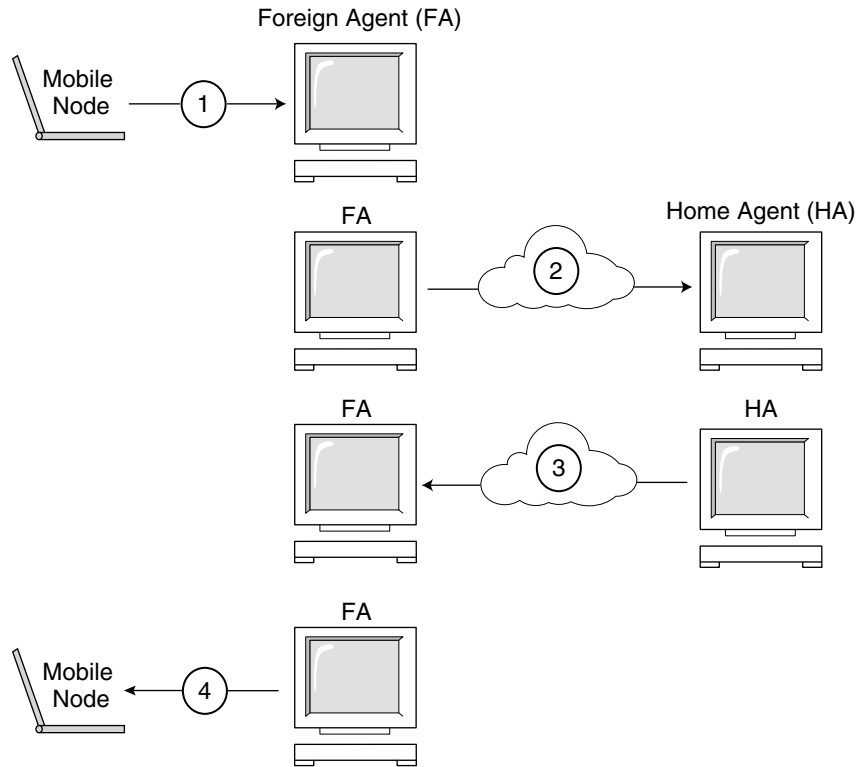 Foreign Agent (FA)
Mobile
Node
1
FA
Home Agent (HA)
2
FA
HA
3
FA
Mobile
Node
4